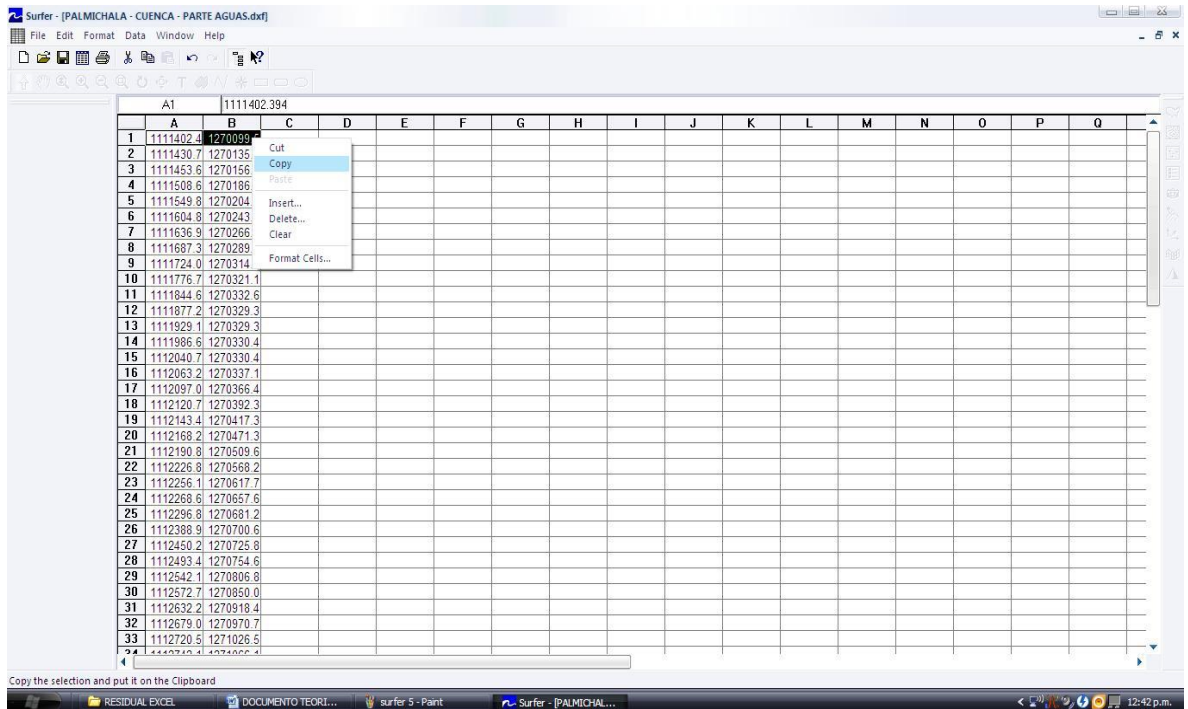 Surfer - [PALMICHALA - CUENCA - PARTE AGUAS.dxf]
File Edit Format Data Window Help
A1 1111402.394
A B C D E F G H I J K L M N O P Q
1 1111402.4 1270099.5
2 1111430.7 1270135
3 1111453.6 1270156
4 1111508.6 1270186
5 1111549.8 1270204
6 1111604.8 1270243
7 1111636.9 1270266
8 1111687.3 1270289
9 1111724.0 1270314
10 1111776.7 1270321.1
11 1111844.6 1270332.6
12 1111877.2 1270329.3
13 1111929.1 1270329.3
14 1111986.6 1270330.4
15 1112040.7 1270330.4
16 1112063.2 1270337.1
17 1112097.0 1270366.4
18 1112120.7 1270392.3
19 1112143.4 1270417.3
20 1112168.2 1270471.3
21 1112190.8 1270509.6
22 1112226.8 1270568.2
23 1112256.1 1270617.7
24 1112268.6 1270657.6
25 1112296.8 1270681.2
26 1112388.9 1270700.6
27 1112450.2 1270725.8
28 1112493.4 1270754.6
29 1112542.1 1270806.8
30 1112572.7 1270850.0
31 1112632.2 1270918.4
32 1112679.0 1270970.7
33 1112720.5 1271026.5
Cut
Copy
Paste
Insert...
Delete...
Clear
Format Cells...
Copy the selection and put it on the Clipboard
RESIDUAL EXCEL DOCUMENTO TEORI... surfer 5 - Paint Surfer - [PALMICHAL... 12:42 p.m.